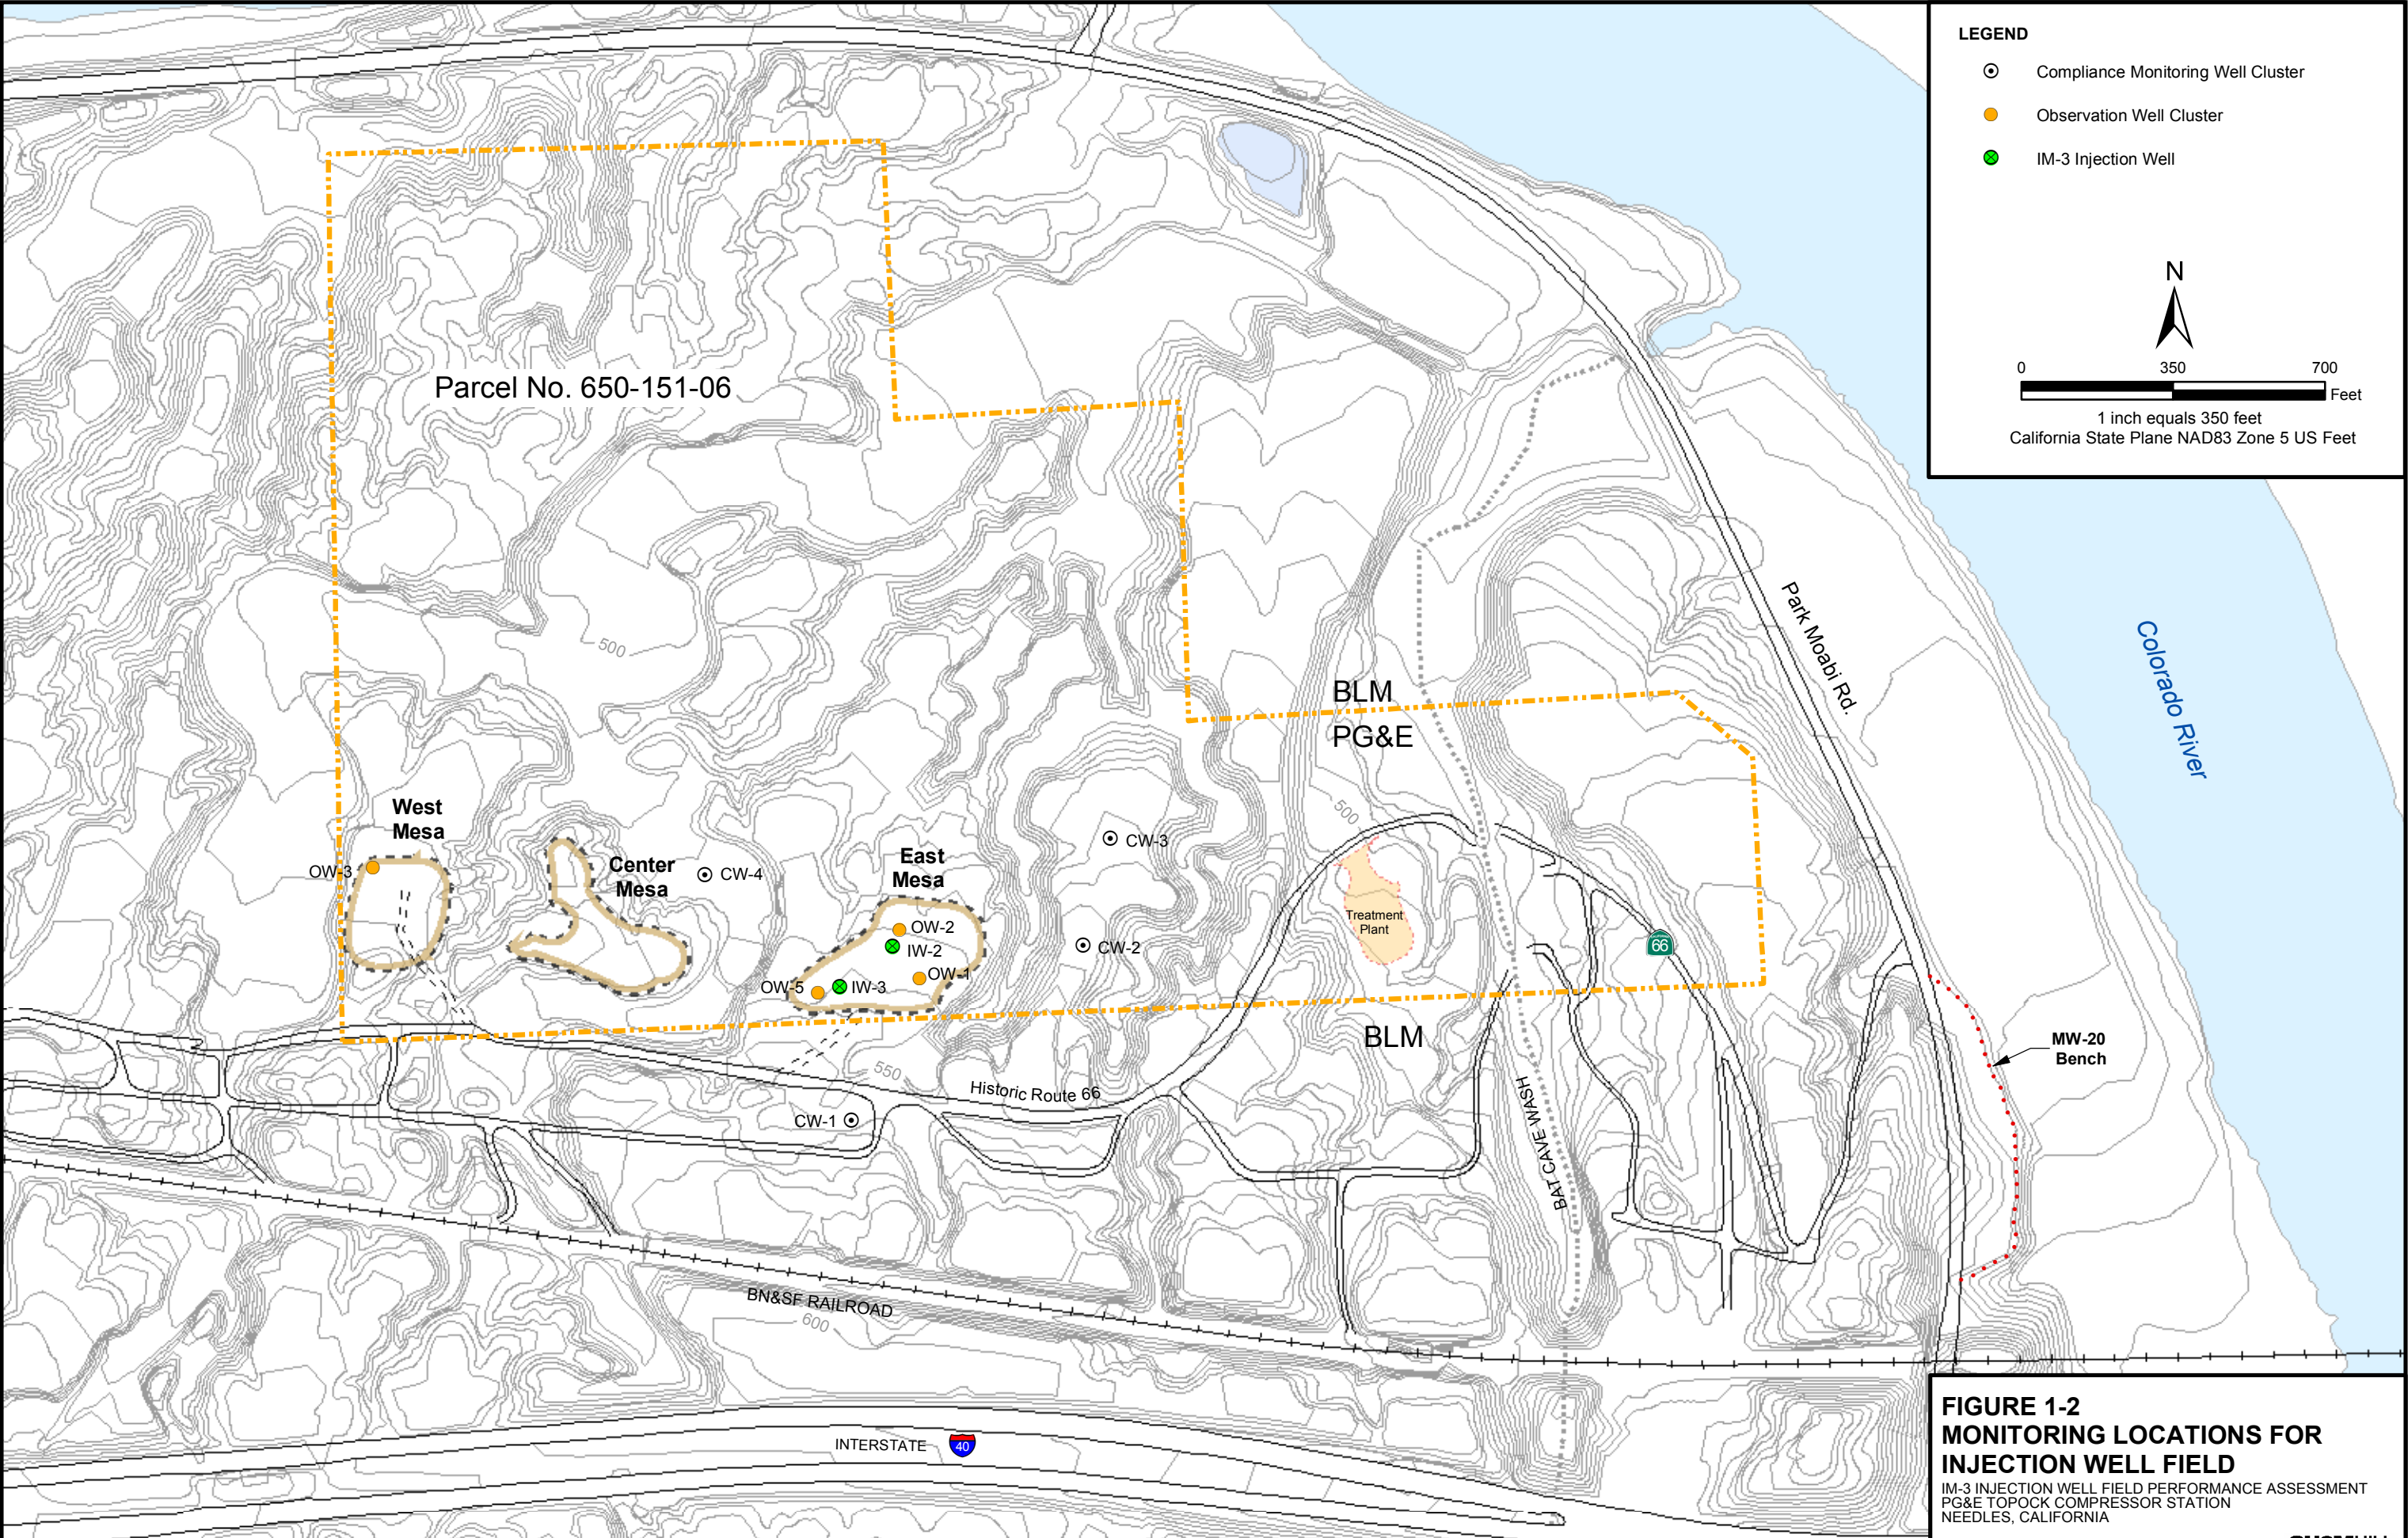 LEGEND
Compliance Monitoring Well Cluster
Observation Well Cluster
IM-3 Injection Well
N
0 350 700
Feet
1 inch equals 350 feet
California State Plane NAD83 Zone 5 US Feet
Parcel No. 650-151-06
500
Park Moabi Rd.
Colorado River
BLM
PG&E
West
Mesa
OW-3
Center
Mesa
CW-4
East
Mesa
OW-2
IW-2
OW-1
OW-5
IW-3
CW-3
CW-2
500
Treatment
Plant
66
BLM
MW-20
Bench
550
Historic Route 66
CW-1
BAT CAVE WASH
BN&SF RAILROAD
600
INTERSTATE 40
FIGURE 1-2
MONITORING LOCATIONS FOR
INJECTION WELL FIELD
IM-3 INJECTION WELL FIELD PERFORMANCE ASSESSMENT
PG&E TOPOCK COMPRESSOR STATION
NEEDLES, CALIFORNIA